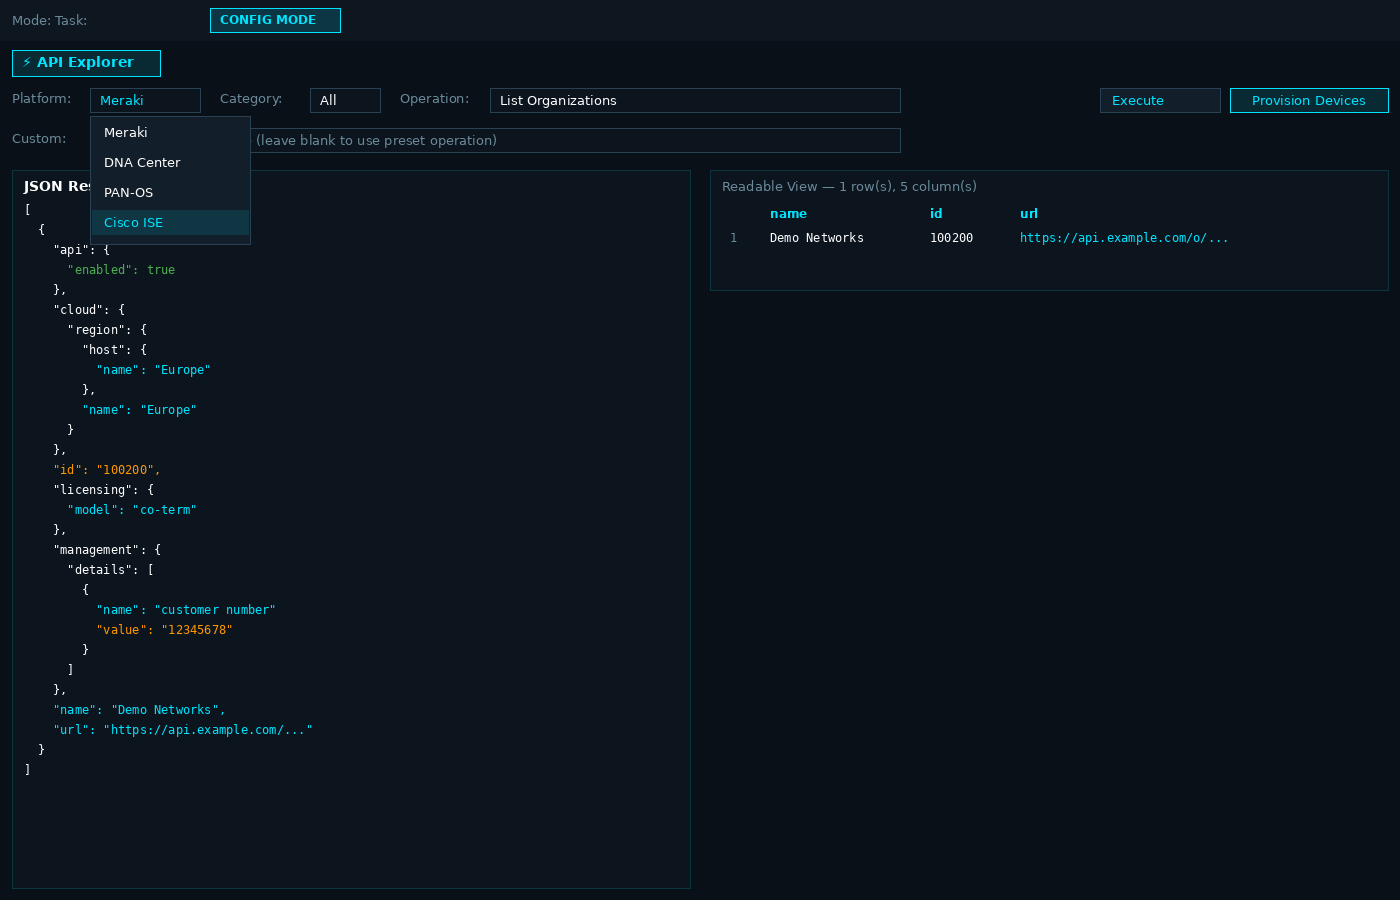 Mode: Task:
CONFIG MODE
⚡ API Explorer
Platform: Meraki Category: All Operation: List Organizations Execute Provision Devices
Custom: (leave blank to use preset operation)
Meraki
DNA Center
PAN-OS
Cisco ISE
JSON
[
  {
    "api": {
      "enabled": true
    },
    "cloud": {
      "region": {
        "host": {
          "name": "Europe"
        },
        "name": "Europe"
      }
    },
    "id": "100200",
    "licensing": {
      "model": "co-term"
    },
    "management": {
      "details": [
        {
          "name": "customer number"
          "value": "12345678"
        }
      ]
    },
    "name": "Demo Networks",
    "url": "https://api.example.com/..."
  }
]
Readable View — 1 row(s), 5 column(s)
name id url
1 Demo Networks 100200 https://api.example.com/o/...